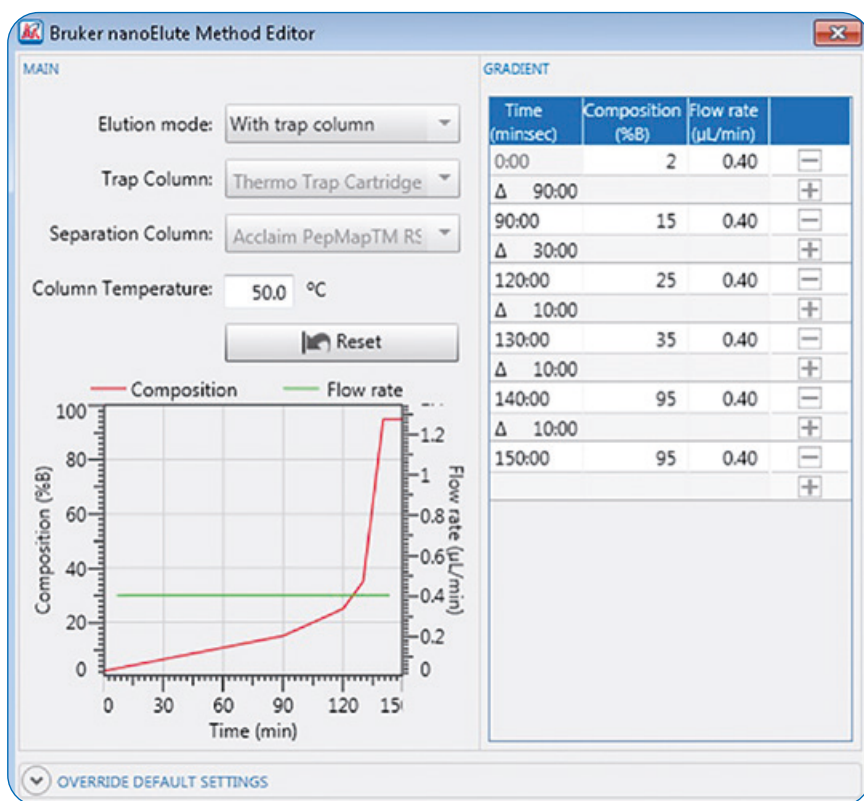 Bruker nanoElute Method Editor
MAIN
Elution mode: With trap column
Trap Column: Thermo Trap Cartridge
Separation Column: Acclaim PepMapTM RS
Column Temperature: 50.0 °C
Reset
Composition Flow rate
100
80
60
40
20
0
Composition (%B)
1.2
1
0.8
0.6
0.4
0.2
0
Flow rate (µL/min)
0 30 60 90 120 15
Time (min)
GRADIENT
Time Composition Flow rate
(min:sec) (%B) (µL/min)
0:00 2 0.40
Δ 90:00
90:00 15 0.40
Δ 30:00
120:00 25 0.40
Δ 10:00
130:00 35 0.40
Δ 10:00
140:00 95 0.40
Δ 10:00
150:00 95 0.40
OVERRIDE DEFAULT SETTINGS